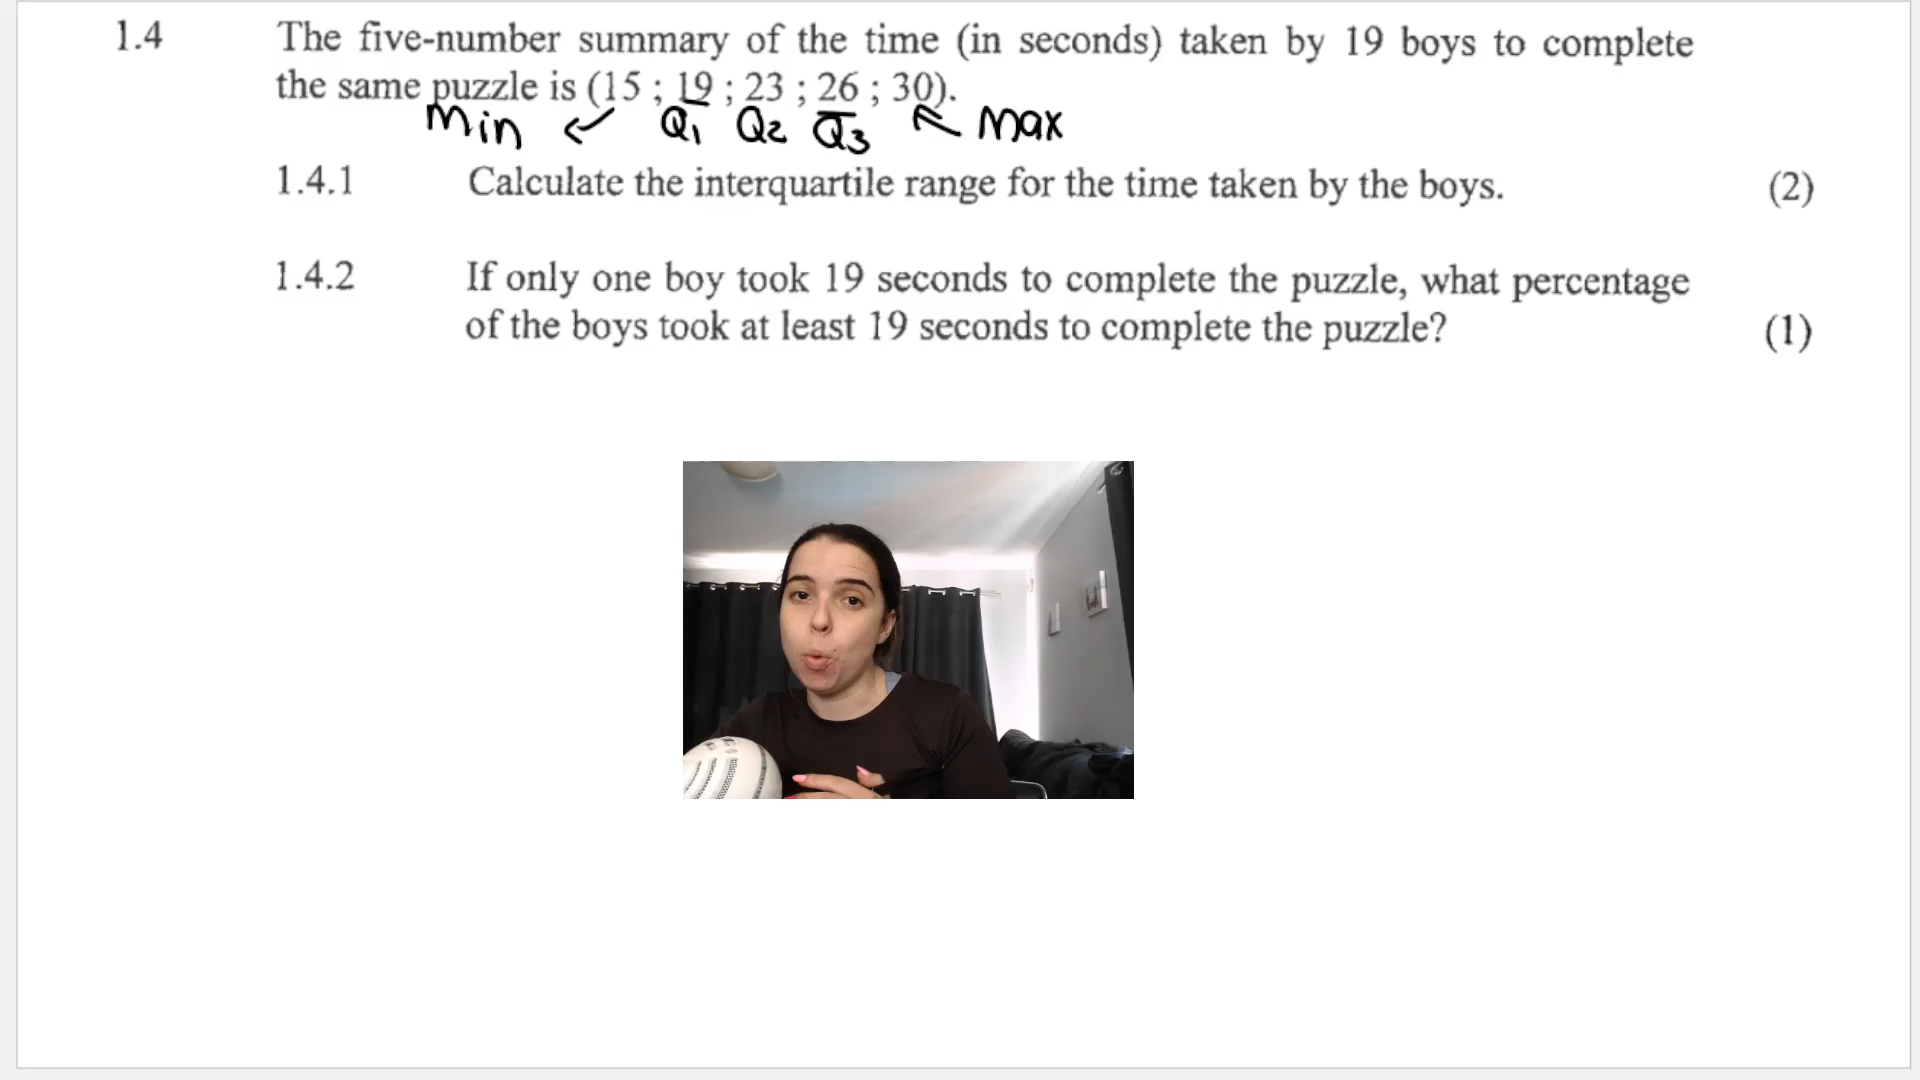 1.4 The five-number summary of the time (in seconds) taken by 19 boys to complete
the same puzzle is (15 ; 19 ; 23 ; 26 ; 30).
Min Q1 Q2 Q3 Max
1.4.1 Calculate the interquartile range for the time taken by the boys. (2)
1.4.2 If only one boy took 19 seconds to complete the puzzle, what percentage
of the boys took at least 19 seconds to complete the puzzle? (1)